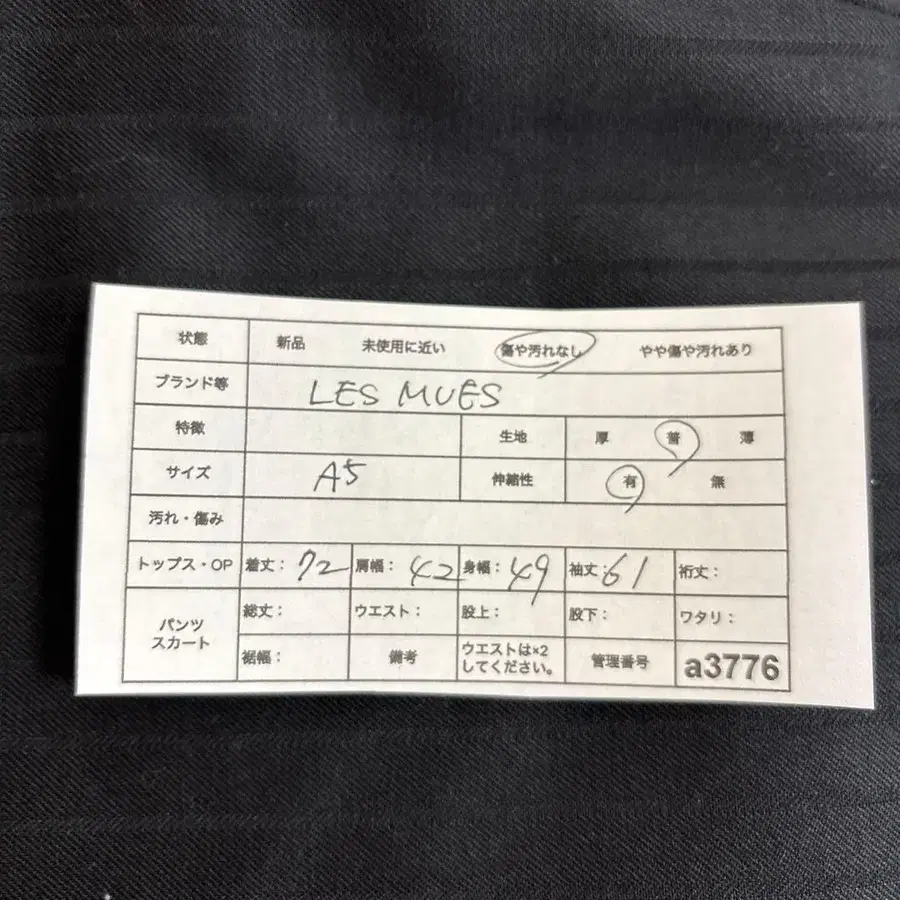 状態 新品 未使用に近い 傷や汚れなし やや傷や汚れあり
ブランド等 LES MUES
特徴 生地 厚 普 薄
サイズ A5 伸縮性 有 無
汚れ・傷み
トップス・OP 着丈: 72 肩幅: 42 身幅: 49 袖丈: 61 裄丈:
パンツ スカート 総丈: ウエスト: 股上: 股下: ワタリ:
裾幅: 備考 ウエストは×2 してください。 管理番号 a3776